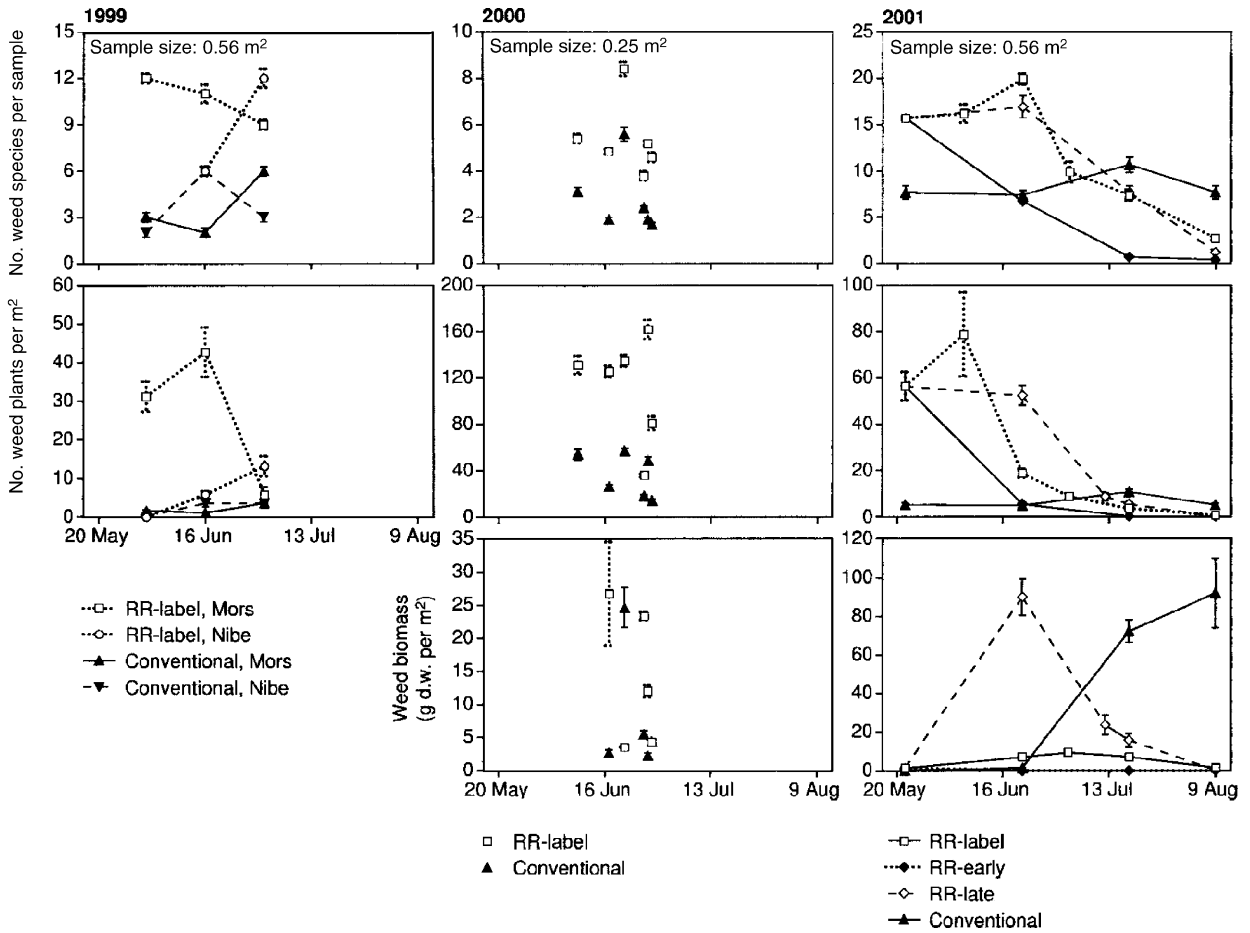 1999
Sample size: 0.56 m²
No. weed species per sample
15
12
9
6
3
0
2000
Sample size: 0.25 m²
10
8
6
4
2
0
2001
Sample size: 0.56 m²
25
20
15
10
5
0
No. weed plants per m²
60
50
40
30
20
10
0
20 May 16 Jun 13 Jul 9 Aug
200
160
120
80
40
0
100
80
60
40
20
0
RR-label, Mors
RR-label, Nibe
Conventional, Mors
Conventional, Nibe
Weed biomass
(g d.w. per m²)
35
30
25
20
15
10
5
0
20 May 16 Jun 13 Jul 9 Aug
RR-label
Conventional
120
100
80
60
40
20
0
20 May 16 Jun 13 Jul 9 Aug
RR-label
RR-early
RR-late
Conventional